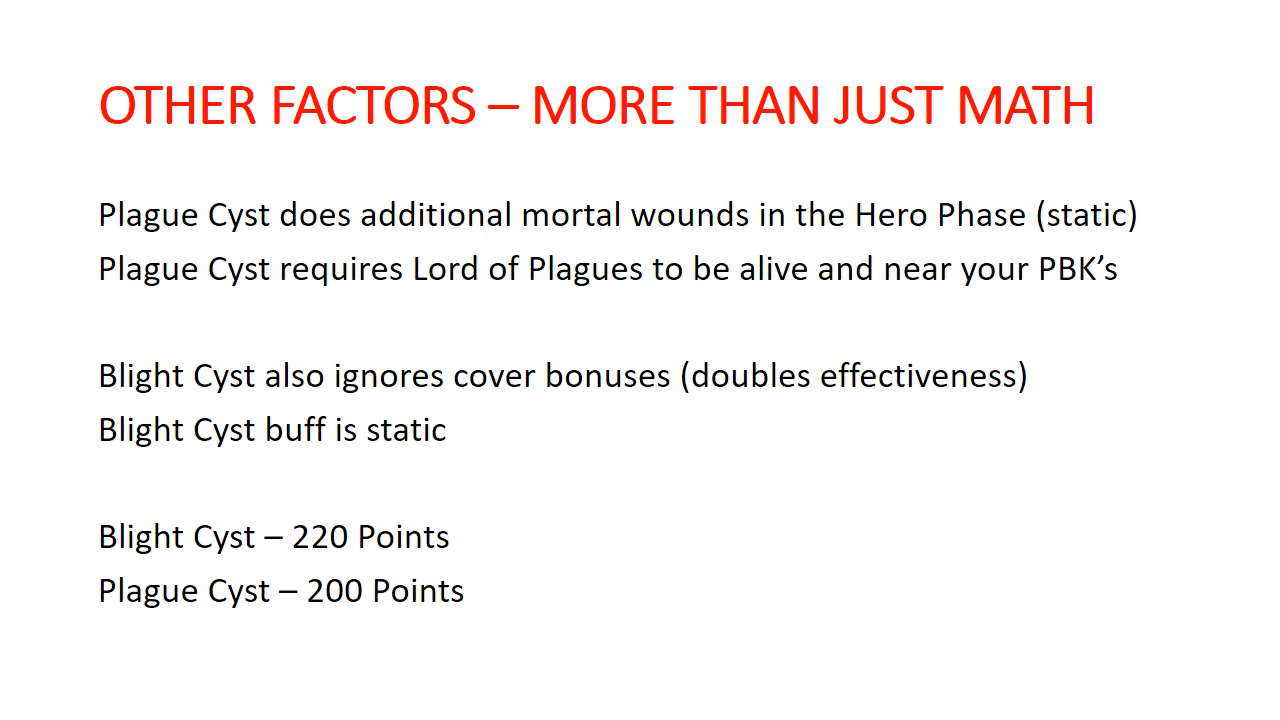 OTHER FACTORS – MORE THAN JUST MATH
Plague Cyst does additional mortal wounds in the Hero Phase (static)
Plague Cyst requires Lord of Plagues to be alive and near your PBK’s
Blight Cyst also ignores cover bonuses (doubles effectiveness)
Blight Cyst buff is static
Blight Cyst – 220 Points
Plague Cyst – 200 Points